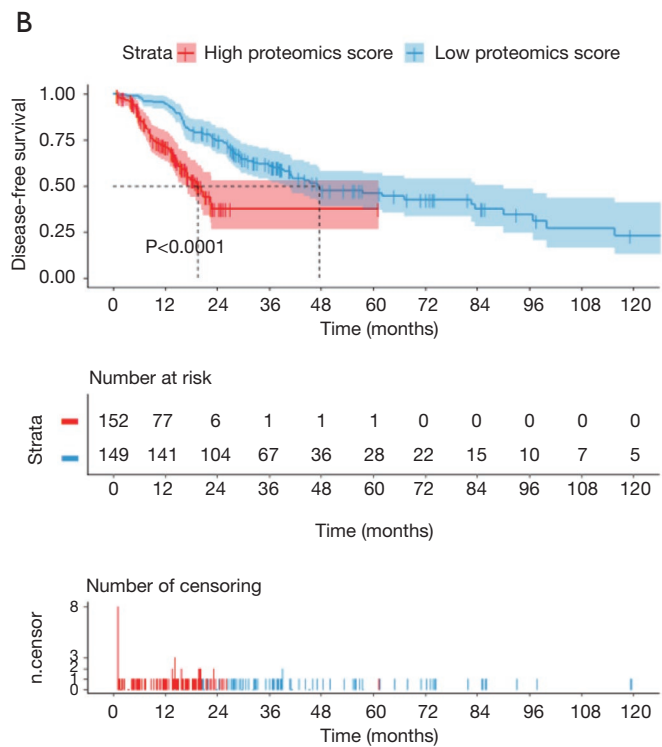 B
Strata High proteomics score Low proteomics score
Disease-free survival
1.00
0.75
0.50
0.25
0.00
P<0.0001
0 12 24 36 48 60 72 84 96 108 120
Time (months)
Number at risk
Strata
152 77 6 1 1 1 0 0 0 0 0
149 141 104 67 36 28 22 15 10 7 5
0 12 24 36 48 60 72 84 96 108 120
Time (months)
Number of censoring
n.censor
8
3
2
1
0
0 12 24 36 48 60 72 84 96 108 120
Time (months)